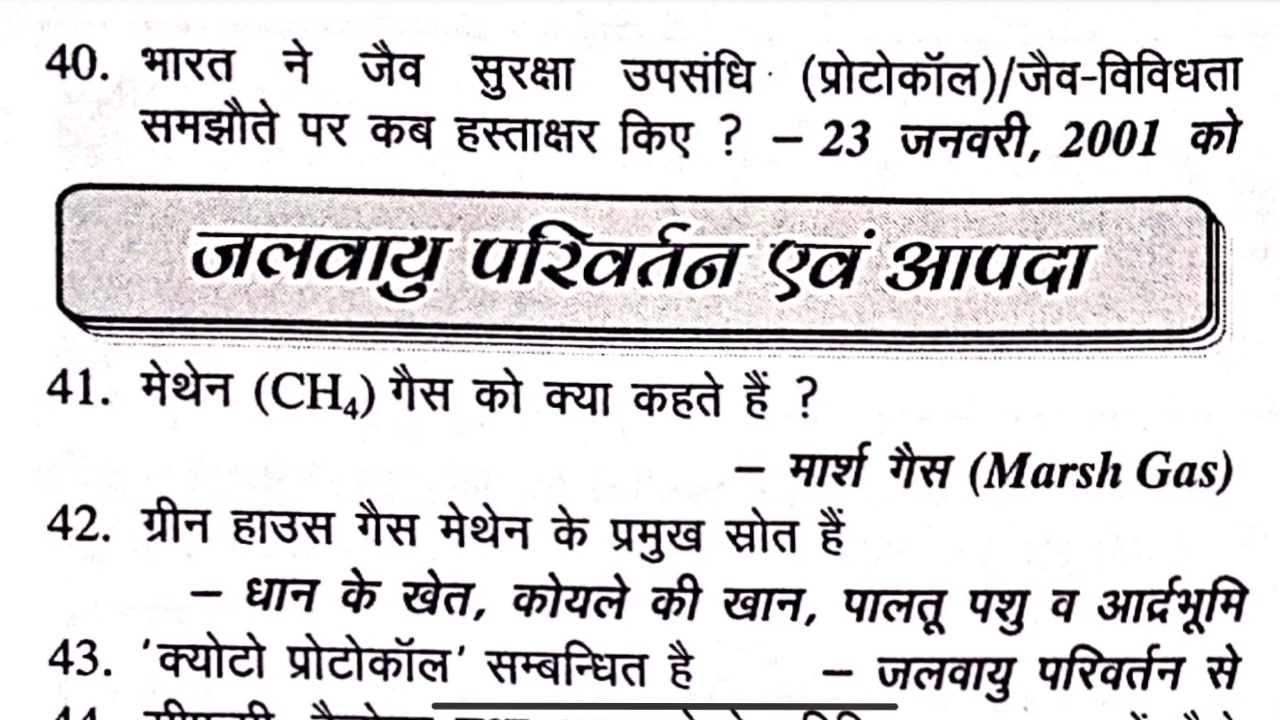 40. भारत ने जैव सुरक्षा उपसंधि (प्रोटोकॉल)/जैव-विविधता
समझौते पर कब हस्ताक्षर किए ? – 23 जनवरी, 2001 को
जलवायु परिवर्तन एवं आपदा
41. मेथेन (CH₄) गैस को क्या कहते हैं ?
– मार्श गैस (Marsh Gas)
42. ग्रीन हाउस गैस मेथेन के प्रमुख स्रोत हैं
– धान के खेत, कोयले की खान, पालतू पशु व आर्द्रभूमि
43. 'क्योटो प्रोटोकॉल' सम्बन्धित है – जलवायु परिवर्तन से
44.